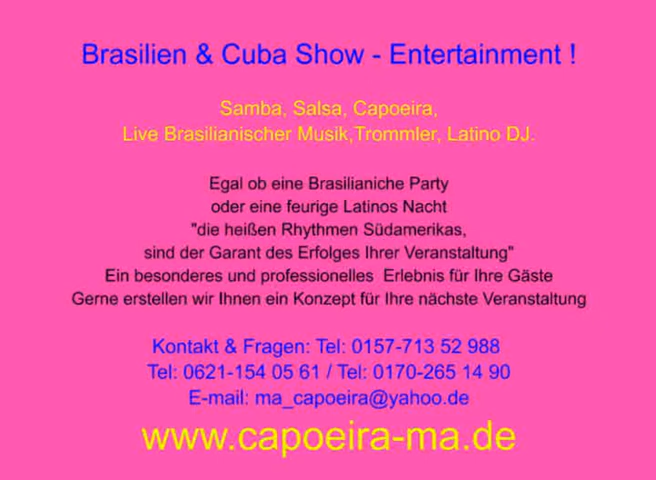 Brasilien & Cuba Show - Entertainment !
Samba, Salsa, Capoeira,
Live Brasilianischer Musik,Trommler, Latino DJ.
Egal ob eine Brasilianiche Party
oder eine feurige Latinos Nacht
"die heißen Rhythmen Südamerikas,
sind der Garant des Erfolges Ihrer Veranstaltung"
Ein besonderes und professionelles Erlebnis für Ihre Gäste
Gerne erstellen wir Ihnen ein Konzept für Ihre nächste Veranstaltung
Kontakt & Fragen: Tel: 0157-713 52 988
Tel: 0621-154 05 61 / Tel: 0170-265 14 90
E-mail: ma_capoeira@yahoo.de
www.capoeira-ma.de